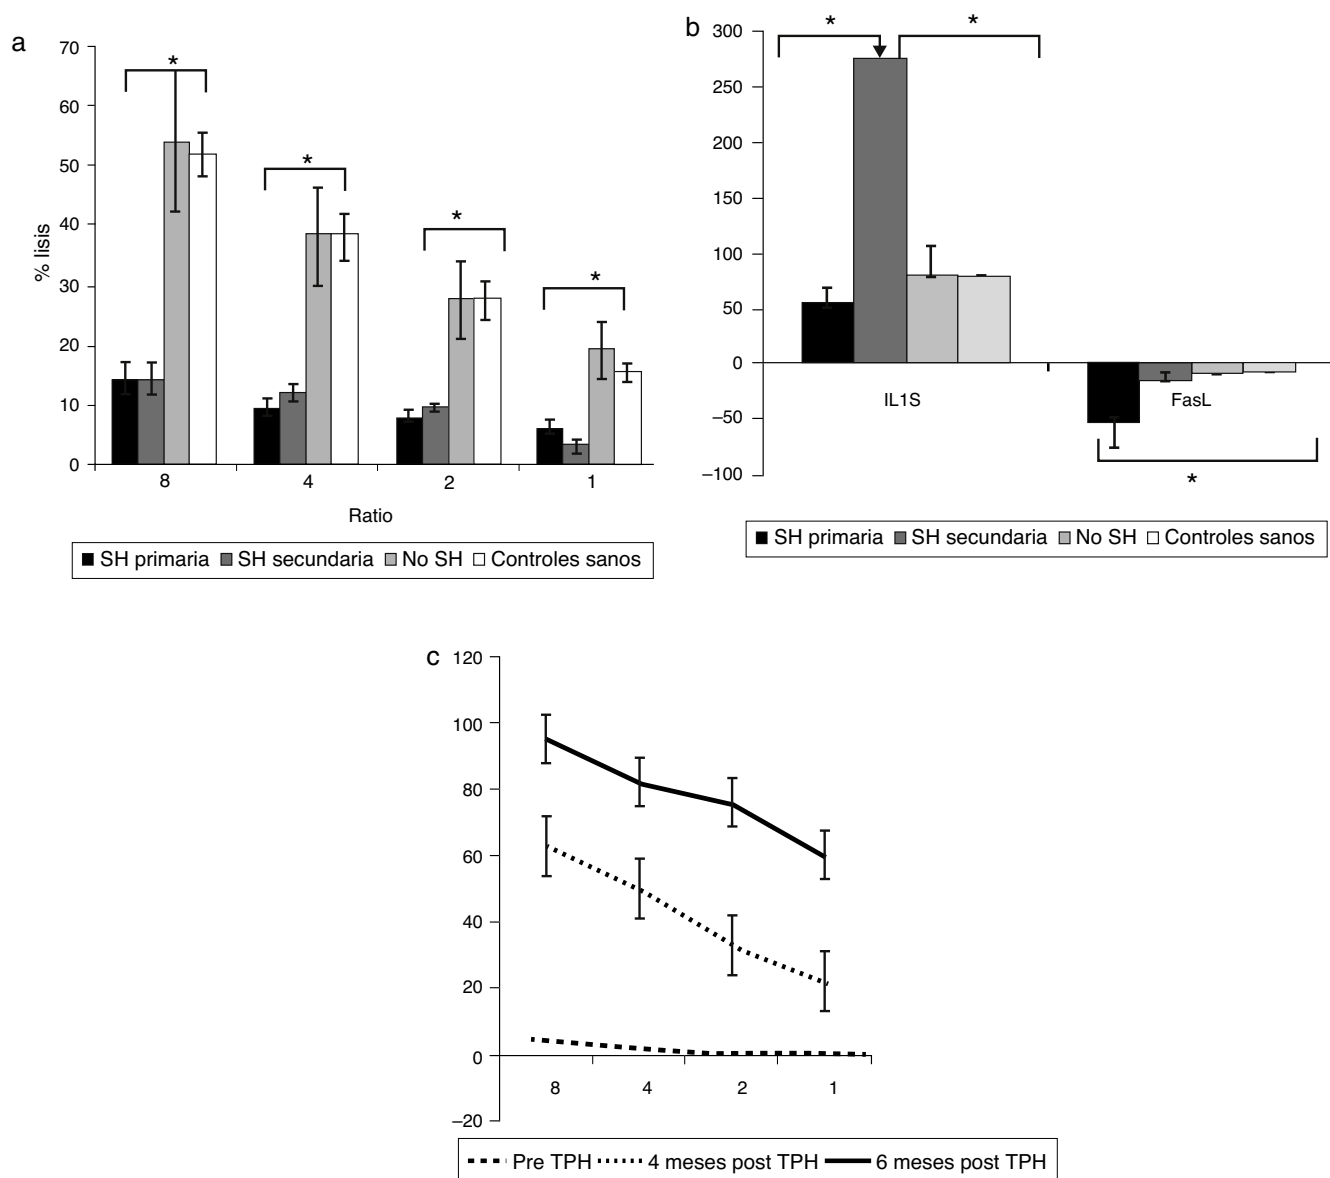 a
70
60
50
40
30
20
10
0
% lisis
*
*
*
*
8 4 2 1
Ratio
SH primaria SH secundaria No SH Controles sanos
b
300
250
200
150
100
50
0
−50
−100
* *
IL1S FasL
*
SH primaria SH secundaria No SH Controles sanos
c
120
100
80
60
40
20
0
−20
8 4 2 1
Pre TPH 4 meses post TPH 6 meses post TPH